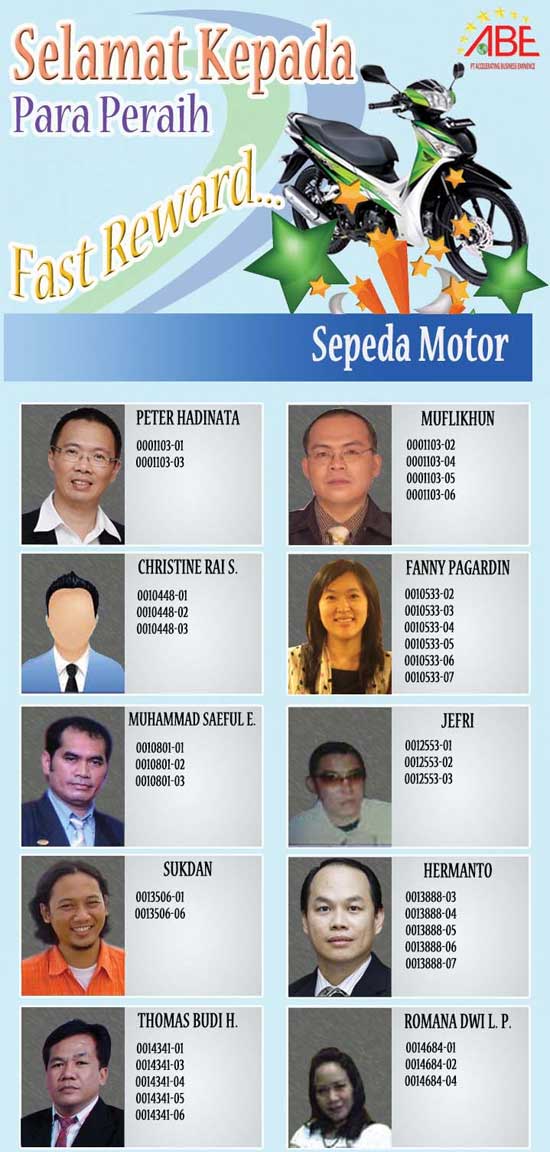 Selamat Kepada
Para Peraih
Fast Reward...
ABE
PT ACCELERATING BUSINESS EMINENCE
Sepeda Motor
PETER HADINATA
0001103-01
0001103-03
MUFLIKHUN
0001103-02
0001103-04
0001103-05
0001103-06
CHRISTINE RAI S.
0010448-01
0010448-02
0010448-03
FANNY PAGARDIN
0010533-02
0010533-03
0010533-04
0010533-05
0010533-06
0010533-07
MUHAMMAD SAEFUL E.
0010801-01
0010801-02
0010801-03
JEFRI
0012553-01
0012553-02
0012553-03
SUKDAN
0013506-01
0013506-06
HERMANTO
0013888-03
0013888-04
0013888-05
0013888-06
0013888-07
THOMAS BUDI H.
0014341-01
0014341-03
0014341-04
0014341-05
0014341-06
ROMANA DWI L. P.
0014684-01
0014684-02
0014684-04